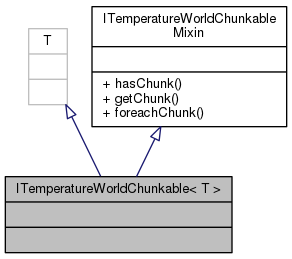 T
ITemperatureWorldChunkable
Mixin
+ hasChunk()
+ getChunk()
+ foreachChunk()
ITemperatureWorldChunkable< T >